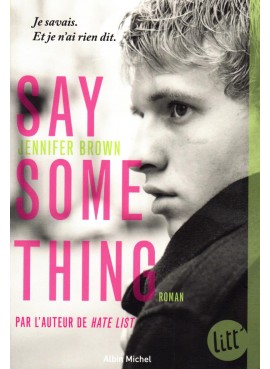 Je savais.
Et je n'ai rien dit.
SAY
JENNIFER BROWN
SOME
THING
ROMAN
PAR L'AUTEUR DE HATE LIST
litt'
Albin Michel